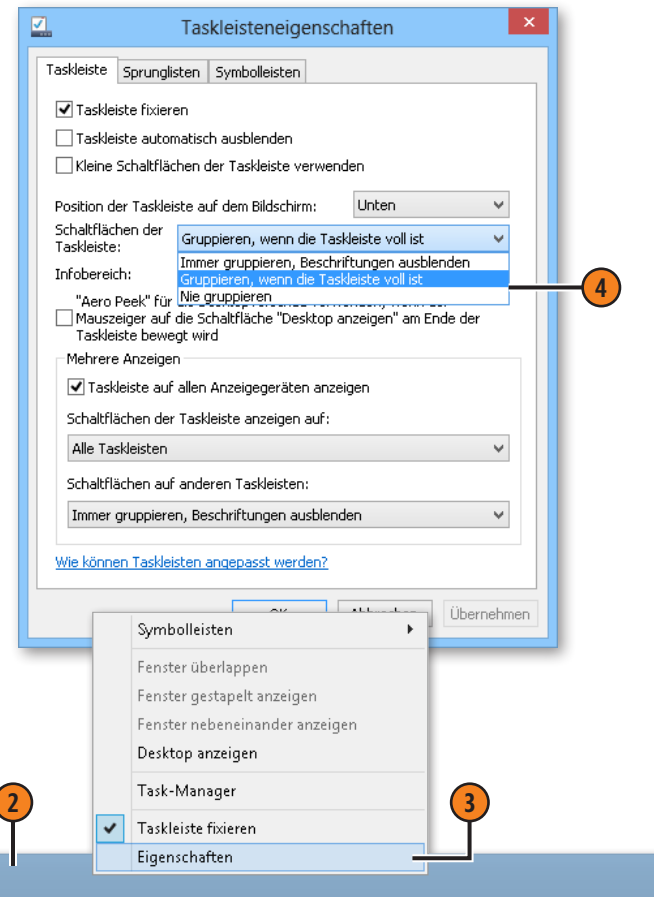 Taskleisteneigenschaften
Taskleiste
Sprunglisten
Symbolleisten
Taskleiste fixieren
Taskleiste automatisch ausblenden
Kleine Schaltflächen der Taskleiste verwenden
Position der Taskleiste auf dem Bildschirm:
Unten
Schaltflächen der
Taskleiste:
Gruppieren, wenn die Taskleiste voll ist
Immer gruppieren, Beschriftungen ausblenden
Gruppieren, wenn die Taskleiste voll ist
Nie gruppieren
4
Infobereich:
"Aero Peek" für
Mauszeiger auf die Schaltfläche "Desktop anzeigen" am Ende der
Taskleiste bewegt wird
Mehrere Anzeigen
Taskleiste auf allen Anzeigegeräten anzeigen
Schaltflächen der Taskleiste anzeigen auf:
Alle Taskleisten
Schaltflächen auf anderen Taskleisten:
Immer gruppieren, Beschriftungen ausblenden
Wie können Taskleisten angepasst werden?
Übernehmen
Symbolleisten
Fenster überlappen
Fenster gestapelt anzeigen
Fenster nebeneinander anzeigen
Desktop anzeigen
Task-Manager
2
3
Taskleiste fixieren
Eigenschaften